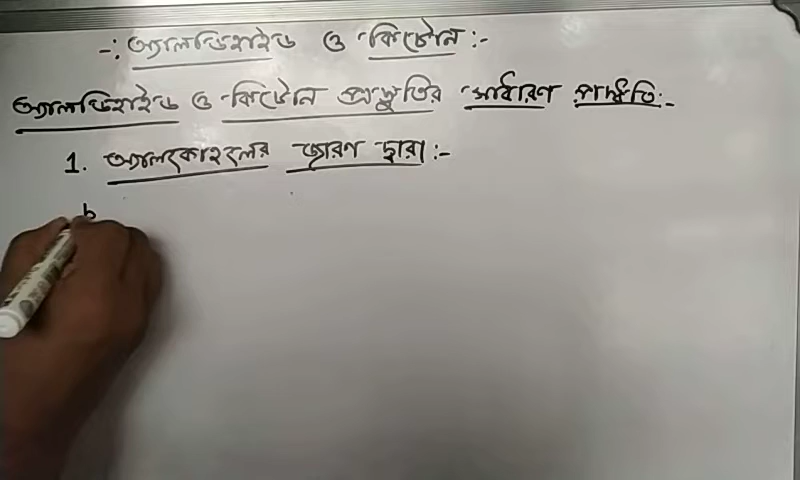 -: অ্যালডিহাইড ও কিটোন :-
অ্যালডিহাইড ও কিটোন প্রস্তুতির সাধারণ পদ্ধতি:-
1. অ্যালকোহলের জারণ দ্বারা :-